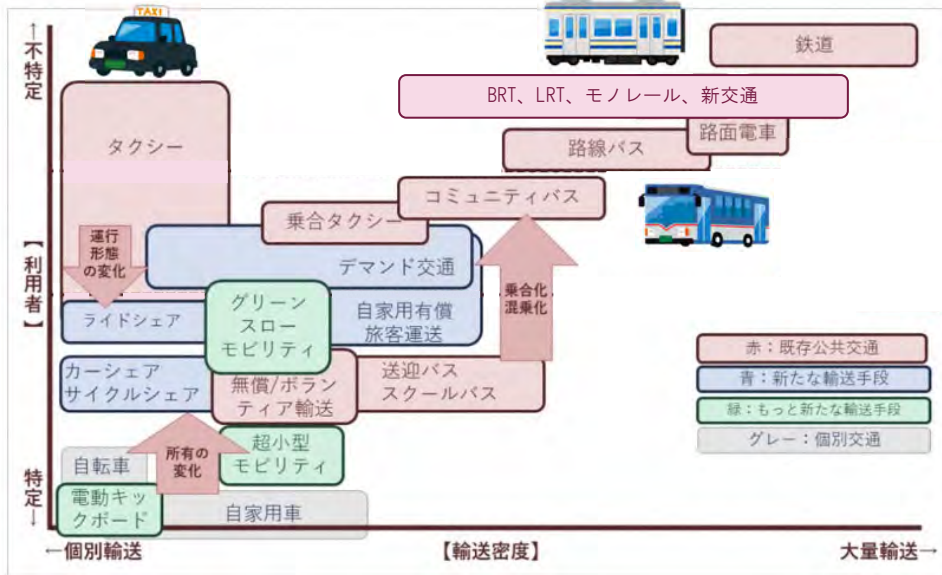 TAXI
↑不特定
【利用者】
特定↓
鉄道
BRT、LRT、モノレール、新交通
路面電車
路線バス
タクシー
コミュニティバス
乗合タクシー
運行
形態
の変化
デマンド交通
乗合化
混乗化
グリーン
スロー
モビリティ
自家用有償
旅客運送
ライドシェア
カーシェア
サイクルシェア
無償/ボラン
ティア輸送
送迎バス
スクールバス
赤：既存公共交通
青：新たな輸送手段
緑：もっと新たな輸送手段
グレー：個別交通
所有の
変化
超小型
モビリティ
自転車
電動キッ
クボード
自家用車
←個別輸送
【輸送密度】
大量輸送→